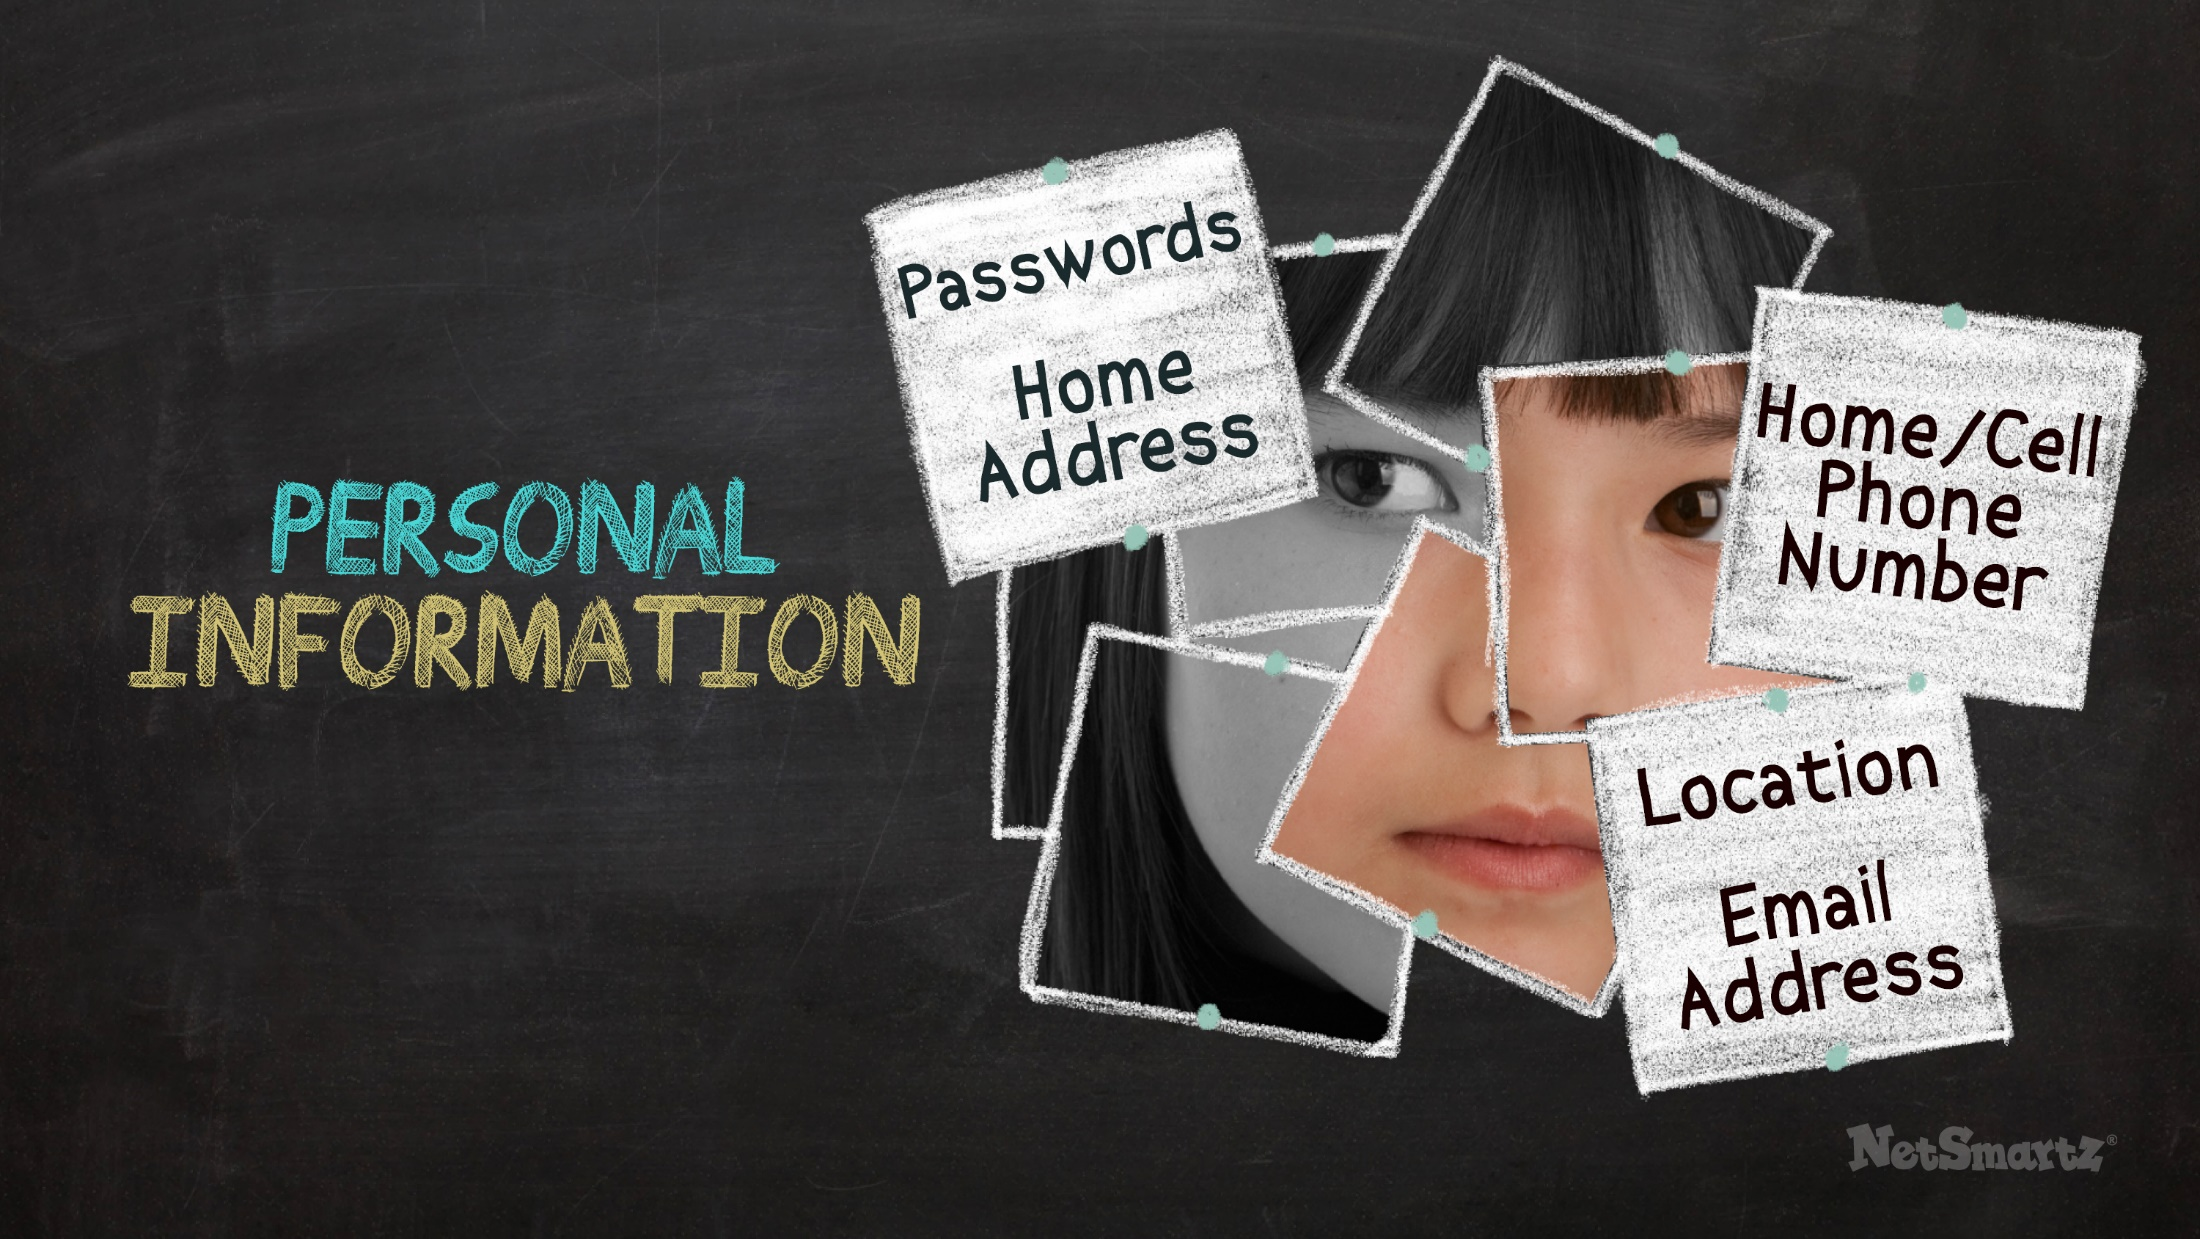 PERSONAL
INFORMATION
Passwords
Home
Address
Home/Cell
Phone
Number
Location
Email
Address
NetSmartz®